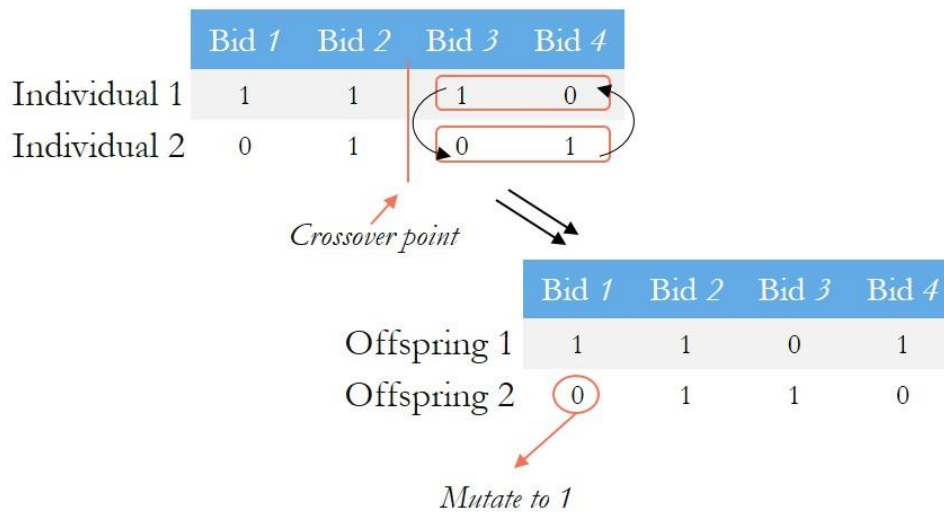 Bid 1 Bid 2 Bid 3 Bid 4
Individual 1 1 1 1 0
Individual 2 0 1 0 1
Crossover point
Bid 1 Bid 2 Bid 3 Bid 4
Offspring 1 1 1 0 1
Offspring 2 0 1 1 0
Mutate to 1